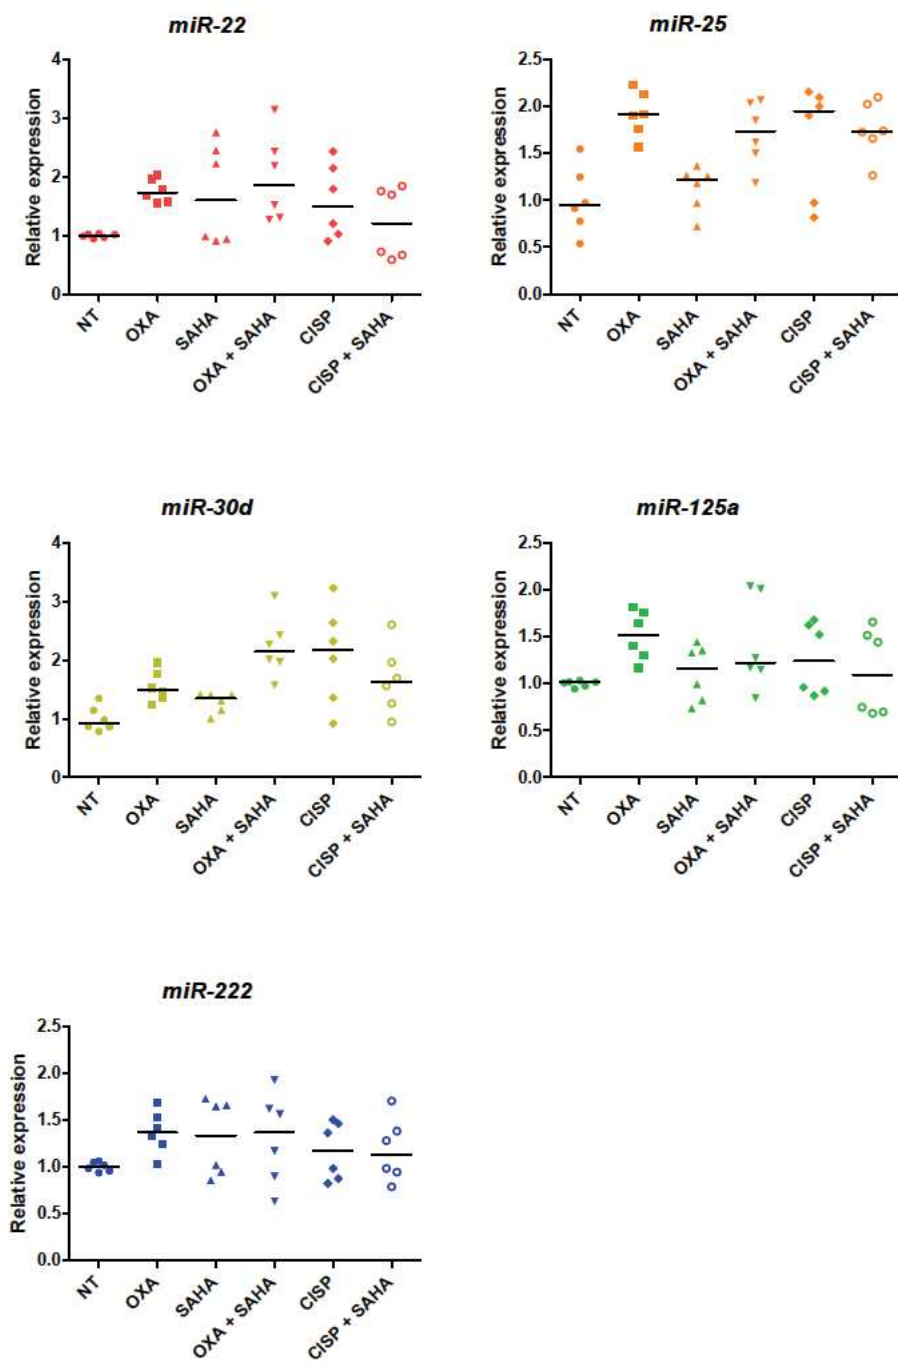 miR-22
Relative expression
4
3
2
1
0
NT
OXA
SAHA
OXA + SAHA
CISP
CISP + SAHA
miR-25
Relative expression
2.5
2.0
1.5
1.0
0.5
0.0
NT
OXA
SAHA
OXA + SAHA
CISP
CISP + SAHA
miR-30d
Relative expression
4
3
2
1
0
NT
OXA
SAHA
OXA + SAHA
CISP
CISP + SAHA
miR-125a
Relative expression
2.5
2.0
1.5
1.0
0.5
0.0
NT
OXA
SAHA
OXA + SAHA
CISP
CISP + SAHA
miR-222
Relative expression
2.5
2.0
1.5
1.0
0.5
0.0
NT
OXA
SAHA
OXA + SAHA
CISP
CISP + SAHA